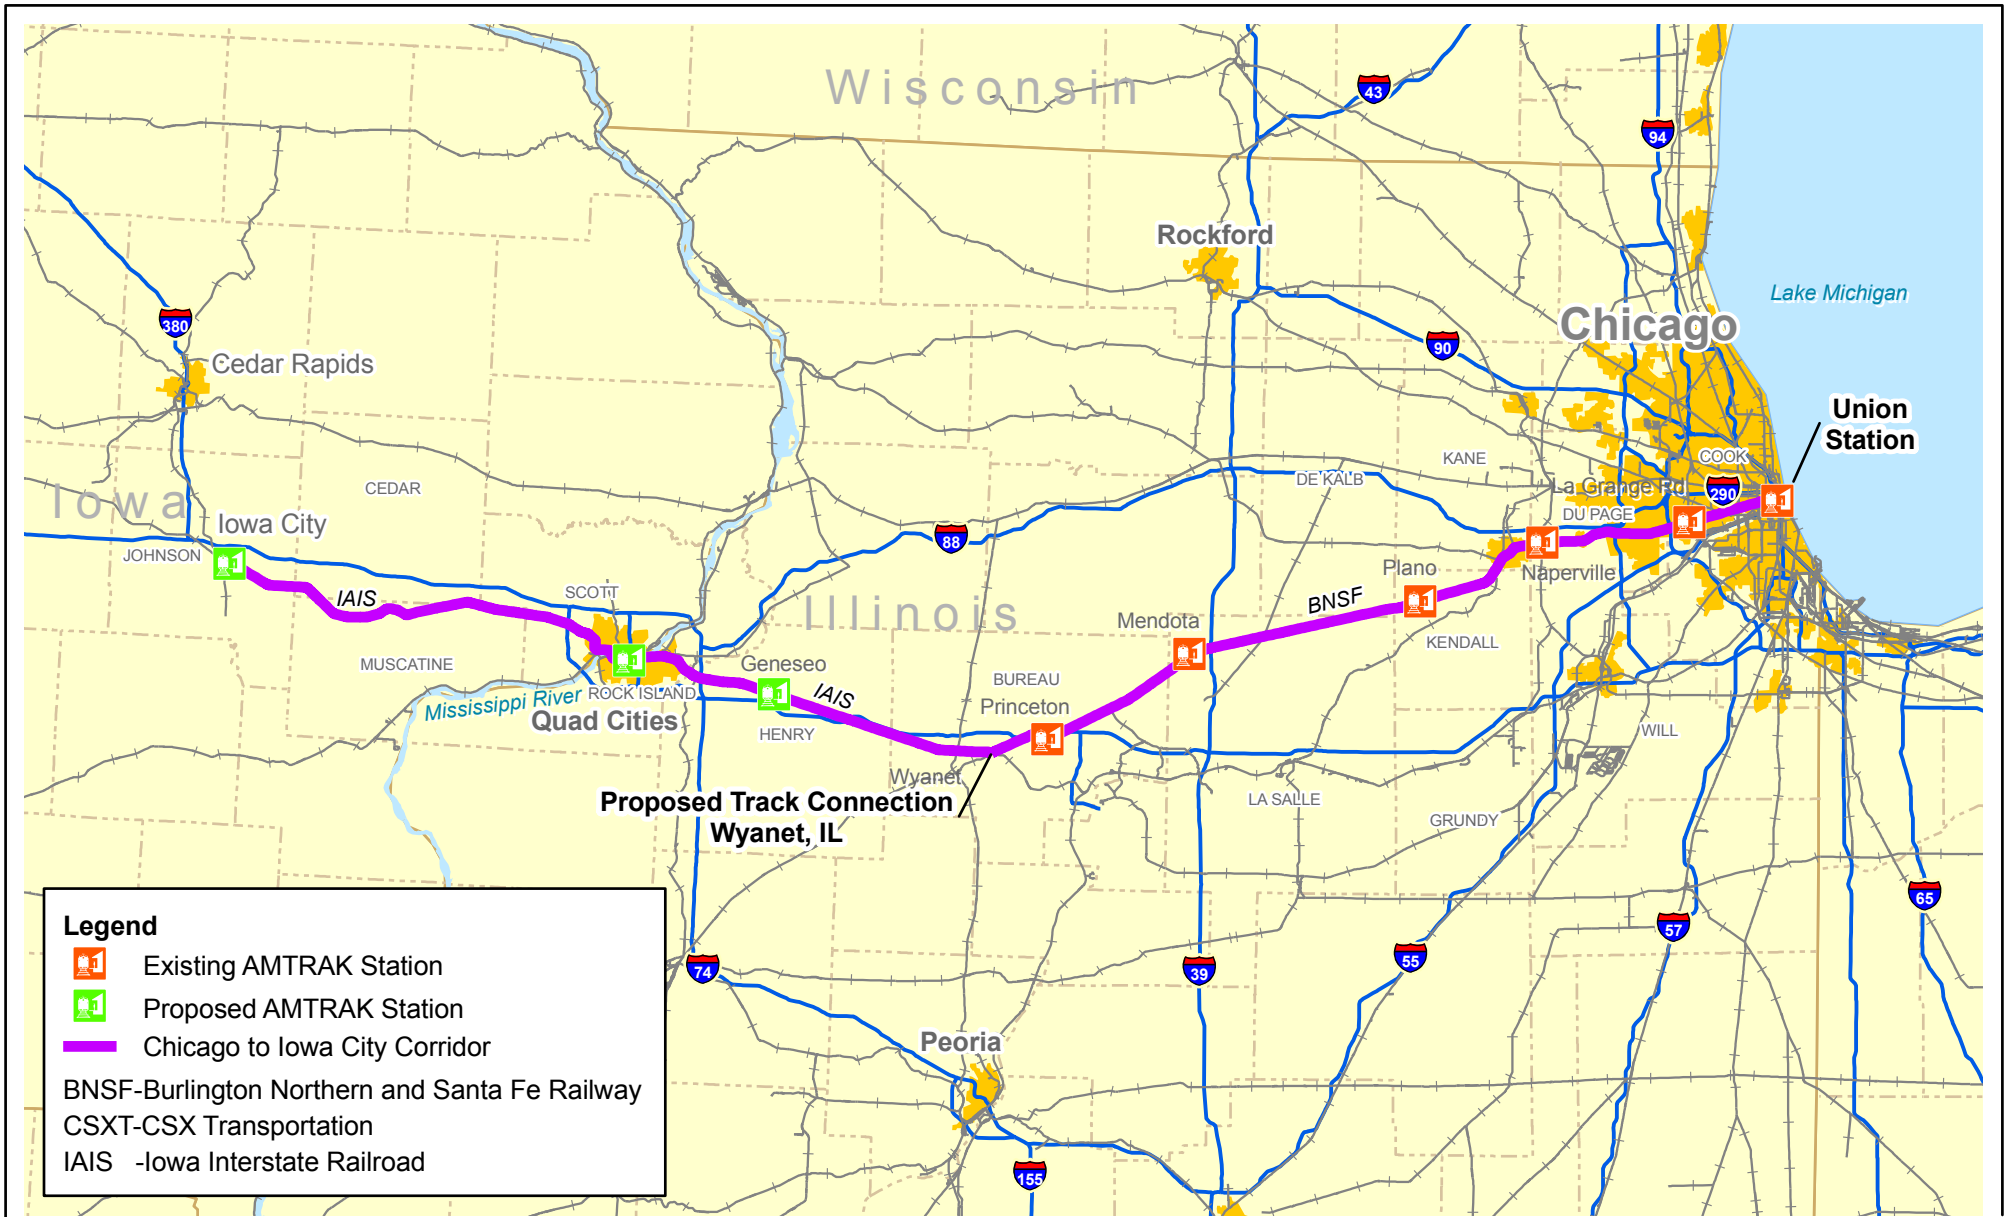 Wisconsin
43
94
Rockford
Lake Michigan
380
Chicago
90
Cedar Rapids
Union
Station
COOK
KANE
DE KALB
La Grange Rd
290
CEDAR
Iowa
Iowa City
DU PAGE
88
JOHNSON
Plano
Naperville
SCOTT
IAIS
BNSF
Illinois
Mendota
KENDALL
MUSCATINE
Geneseo
BUREAU
ROCK ISLAND
IAIS
Mississippi River
Princeton
Quad Cities
HENRY
WILL
Wyanet
Proposed Track Connection
Wyanet, IL
LA SALLE
GRUNDY
65
57
55
74
39
Peoria
155
Legend
Existing AMTRAK Station
Proposed AMTRAK Station
Chicago to Iowa City Corridor
BNSF-Burlington Northern and Santa Fe Railway
CSXT-CSX Transportation
IAIS -Iowa Interstate Railroad